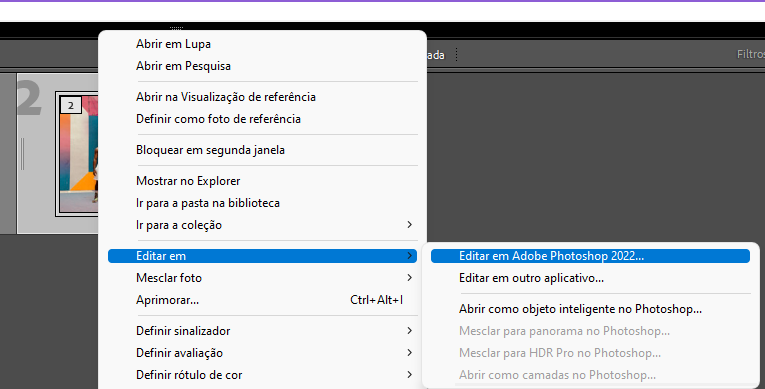 Abrir em Lupa
Abrir em Pesquisa
ada
Filtros
2
2
Abrir na Visualização de referência
Definir como foto de referência
Bloquear em segunda janela
Mostrar no Explorer
Ir para a pasta na biblioteca
Ir para a coleção
Editar em
Editar em Adobe Photoshop 2022...
Mesclar foto
Editar em outro aplicativo...
Aprimorar... Ctrl+Alt+I
Abrir como objeto inteligente no Photoshop...
Definir sinalizador
Mesclar para panorama no Photoshop...
Definir avaliação
Mesclar para HDR Pro no Photoshop...
Definir rótulo de cor
Abrir como camadas no Photoshop...